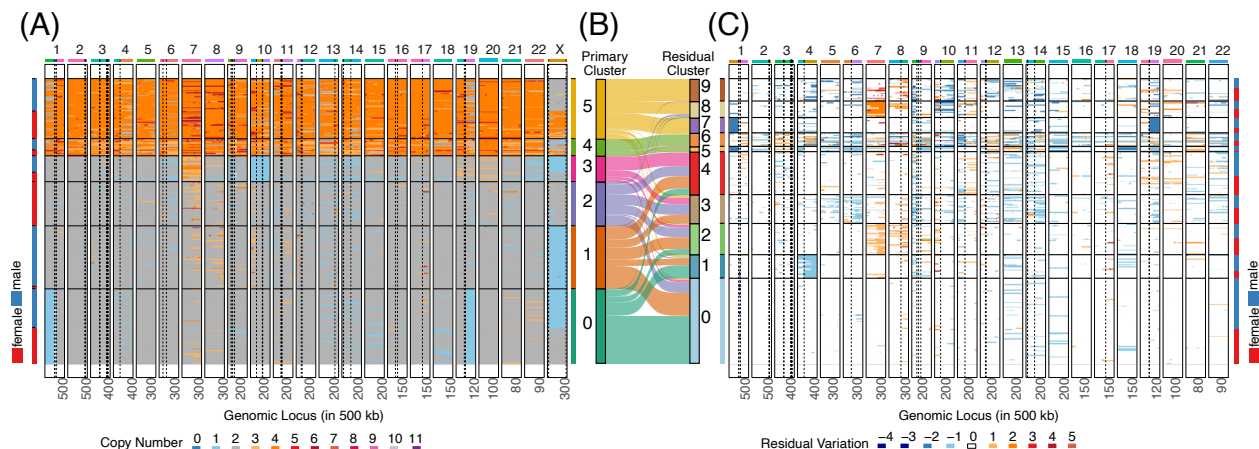 (A) (B) (C)
1 2 3 4 5 6 7 8 9 10 11 12 13 14 15 16 17 18 19 20 21 22 X
Primary Cluster
Residual Cluster
1 2 3 4 5 6 7 8 9 10 11 12 13 14 15 16 17 18 19 20 21 22
5
4
3
2
1
0
9
8
7
6
5
4
3
2
1
0
female male
female male
500 500 400 400 300 300 300 300 200 200 200 200 200 200 200 150 150 150 120 100 80 90 300
500 500 400 400 300 300 300 300 200 200 200 200 200 200 200 150 150 150 120 100 80 90
Genomic Locus (in 500 kb)
Genomic Locus (in 500 kb)
Copy Number 0 1 2 3 4 5 6 7 8 9 10 11
Residual Variation −4 −3 −2 −1 0 1 2 3 4 5